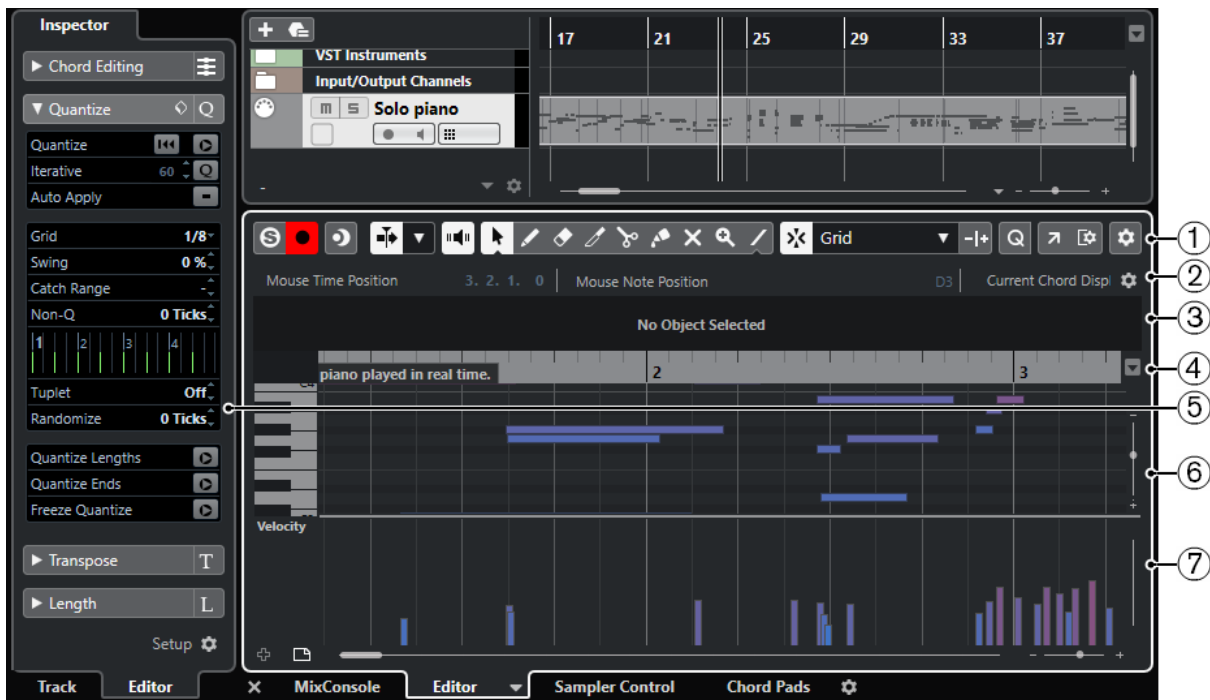 Inspector
Chord Editing
Quantize Q
Quantize
Iterative 60 Q
Auto Apply
Grid 1/8
Swing 0 %
Catch Range -
Non-Q 0 Ticks
1 2 3 4
Tuplet Off
Randomize 0 Ticks
Quantize Lengths
Quantize Ends
Freeze Quantize
Transpose T
Length L
Setup
Track Editor
17 21 25 29 33 37
VST Instruments
Input/Output Channels
m S Solo piano
-
S Grid Q 1
Mouse Time Position 3. 2. 1. 0 Mouse Note Position D3 Current Chord Displ 2
No Object Selected 3
piano played in real time. 2 3 4
5
6
Velocity
7
MixConsole Editor Sampler Control Chord Pads